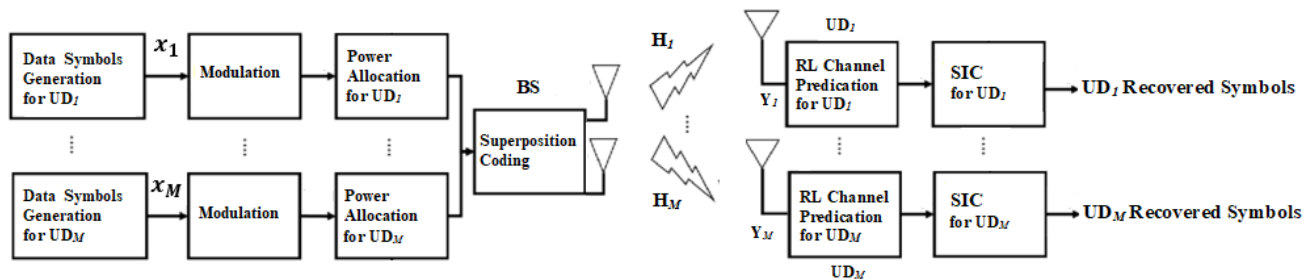 x1
Data Symbols
Generation
for UD1
Modulation
Power
Allocation
for UD1
BS
Superposition
Coding
H1
UD1
Y1
RL Channel
Predication
for UD1
SIC
for UD1
UD1 Recovered Symbols
xM
Data Symbols
Generation
for UDM
Modulation
Power
Allocation
for UDM
HM
YM
RL Channel
Predication
for UDM
UDM
SIC
for UDM
UDM Recovered Symbols